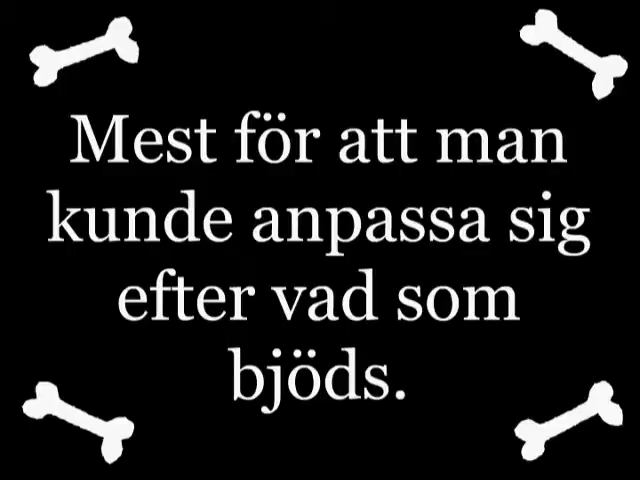 Mest för att man
kunde anpassa sig
efter vad som
bjöds.